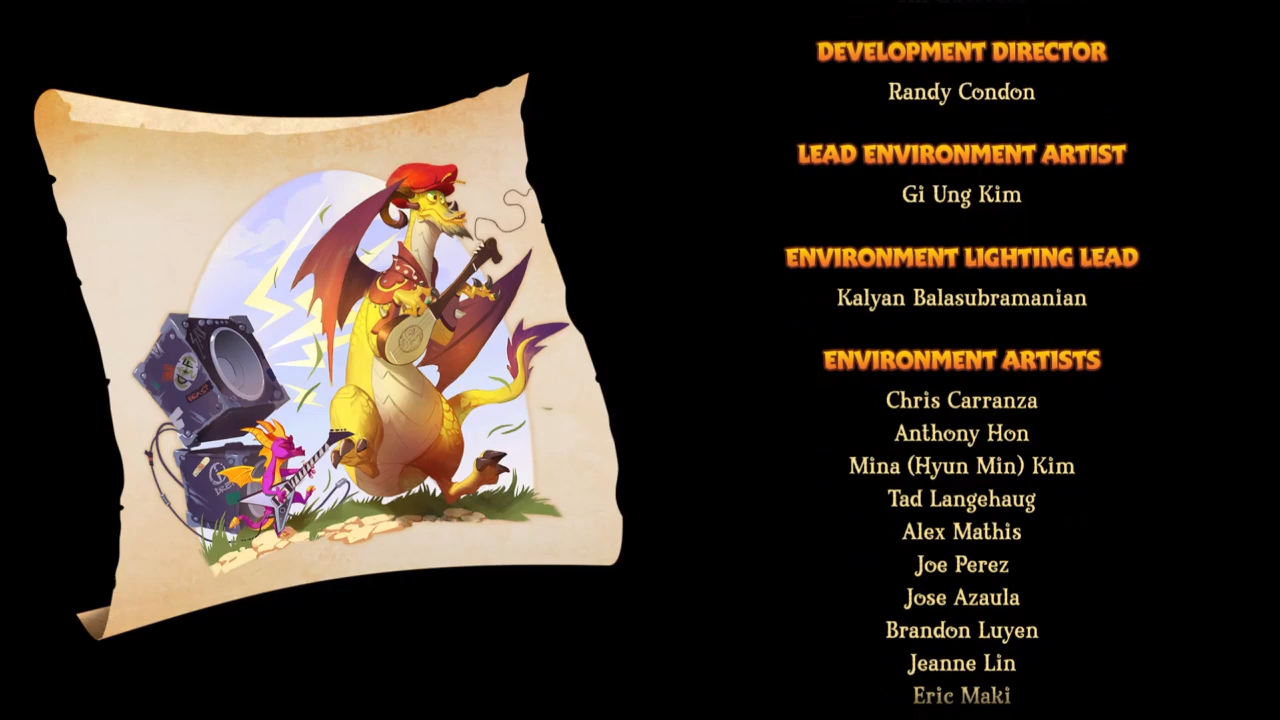 DEVELOPMENT DIRECTOR
Randy Condon
LEAD ENVIRONMENT ARTIST
Gi Ung Kim
ENVIRONMENT LIGHTING LEAD
Kalyan Balasubramanian
ENVIRONMENT ARTISTS
Chris Carranza
Anthony Hon
Mina (Hyun Min) Kim
Tad Langehaug
Alex Mathis
Joe Perez
Jose Azaula
Brandon Luyen
Jeanne Lin
Eric Maki